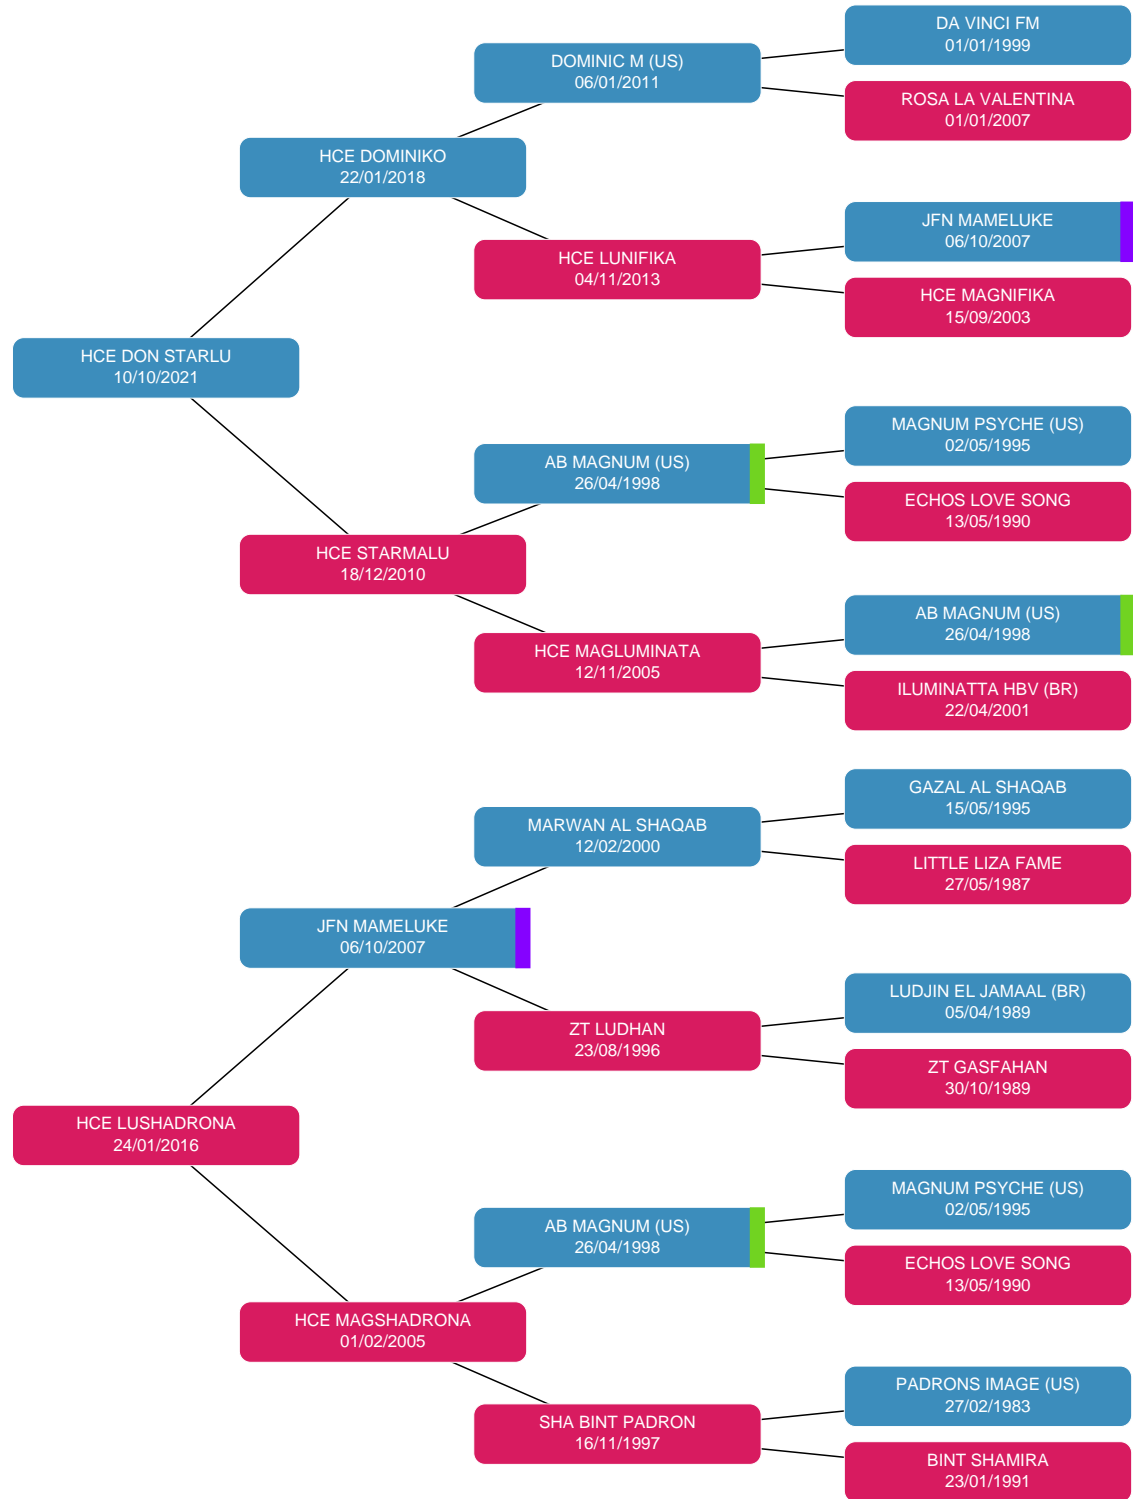 DA VINCI FM
01/01/1999
DOMINIC M (US)
06/01/2011
ROSA LA VALENTINA
01/01/2007
HCE DOMINIKO
22/01/2018
JFN MAMELUKE
06/10/2007
HCE LUNIFIKA
04/11/2013
HCE MAGNIFIKA
15/09/2003
HCE DON STARLU
10/10/2021
MAGNUM PSYCHE (US)
02/05/1995
AB MAGNUM (US)
26/04/1998
ECHOS LOVE SONG
13/05/1990
HCE STARMALU
18/12/2010
AB MAGNUM (US)
26/04/1998
HCE MAGLUMINATA
12/11/2005
ILUMINATTA HBV (BR)
22/04/2001
GAZAL AL SHAQAB
15/05/1995
MARWAN AL SHAQAB
12/02/2000
LITTLE LIZA FAME
27/05/1987
JFN MAMELUKE
06/10/2007
LUDJIN EL JAMAAL (BR)
05/04/1989
ZT LUDHAN
23/08/1996
ZT GASFAHAN
30/10/1989
HCE LUSHADRONA
24/01/2016
MAGNUM PSYCHE (US)
02/05/1995
AB MAGNUM (US)
26/04/1998
ECHOS LOVE SONG
13/05/1990
HCE MAGSHADRONA
01/02/2005
PADRONS IMAGE (US)
27/02/1983
SHA BINT PADRON
16/11/1997
BINT SHAMIRA
23/01/1991